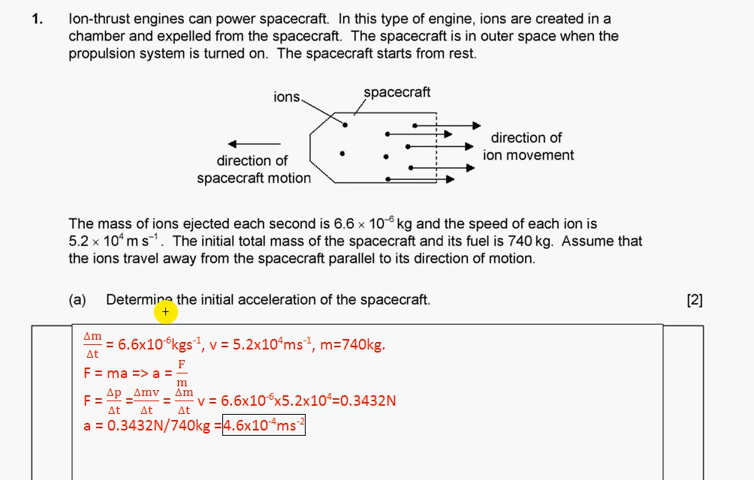 1. Ion-thrust engines can power spacecraft. In this type of engine, ions are created in a
chamber and expelled from the spacecraft. The spacecraft is in outer space when the
propulsion system is turned on. The spacecraft starts from rest.
ions
spacecraft
direction of
ion movement
direction of
spacecraft motion
The mass of ions ejected each second is 6.6 × 10⁻⁶ kg and the speed of each ion is
5.2 × 10⁴ m s⁻¹. The initial total mass of the spacecraft and its fuel is 740 kg. Assume that
the ions travel away from the spacecraft parallel to its direction of motion.
(a) Determine the initial acceleration of the spacecraft. [2]
Δm/Δt = 6.6x10⁻⁶kgs⁻¹, v = 5.2x10⁴ms⁻¹, m=740kg.
F = ma => a = F/m
F = Δp/Δt = Δmv/Δt = Δm/Δt v = 6.6x10⁻⁶x5.2x10⁴=0.3432N
a = 0.3432N/740kg =4.6x10⁻⁴ms⁻²